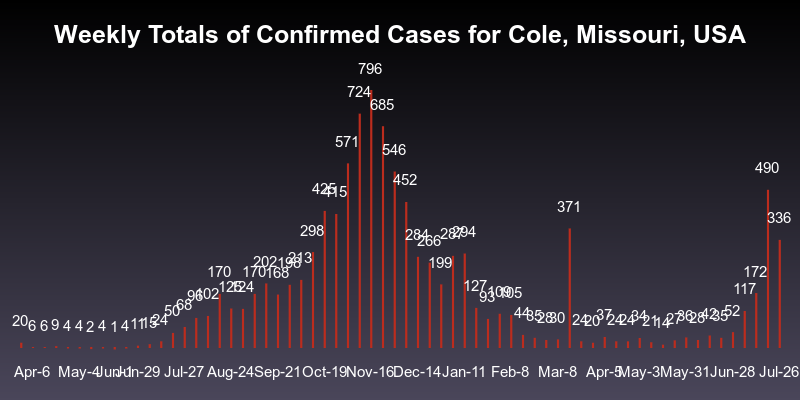 Weekly Totals of Confirmed Cases for Cole, Missouri, USA
20 6 6 9 4 4 2 4 1 4 11 15 24 50 68 96 102 170 124 170 202 168 213 298 425 415 571 724 796 685 546 452 284 266 199 287 294 127 93 109 105 44 35 28 30 371 24 20 37 24 24 34 21 14 27 36 28 42 35 52 117 172 490 336
Apr-6 May-4 Jun-1 Jun-29 Jul-27 Aug-24 Sep-21 Oct-19 Nov-16 Dec-14 Jan-11 Feb-8 Mar-8 Apr-5 May-3 May-31 Jun-28 Jul-26